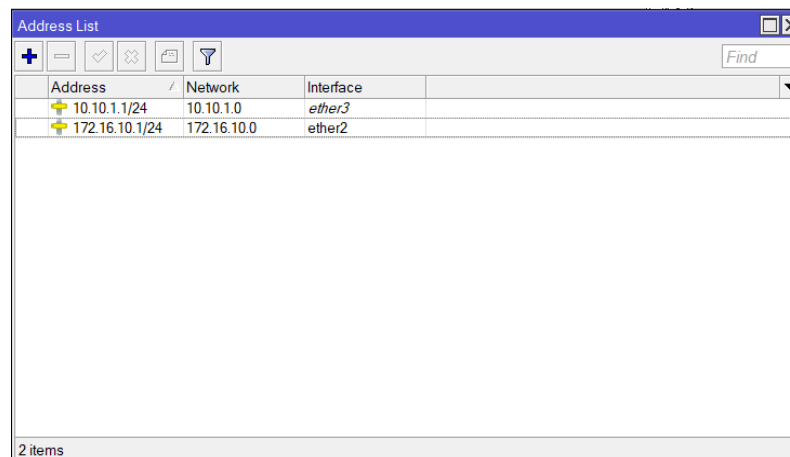 Address List
Find
Address Network Interface
10.10.1.1/24 10.10.1.0 ether3
172.16.10.1/24 172.16.10.0 ether2
2 items